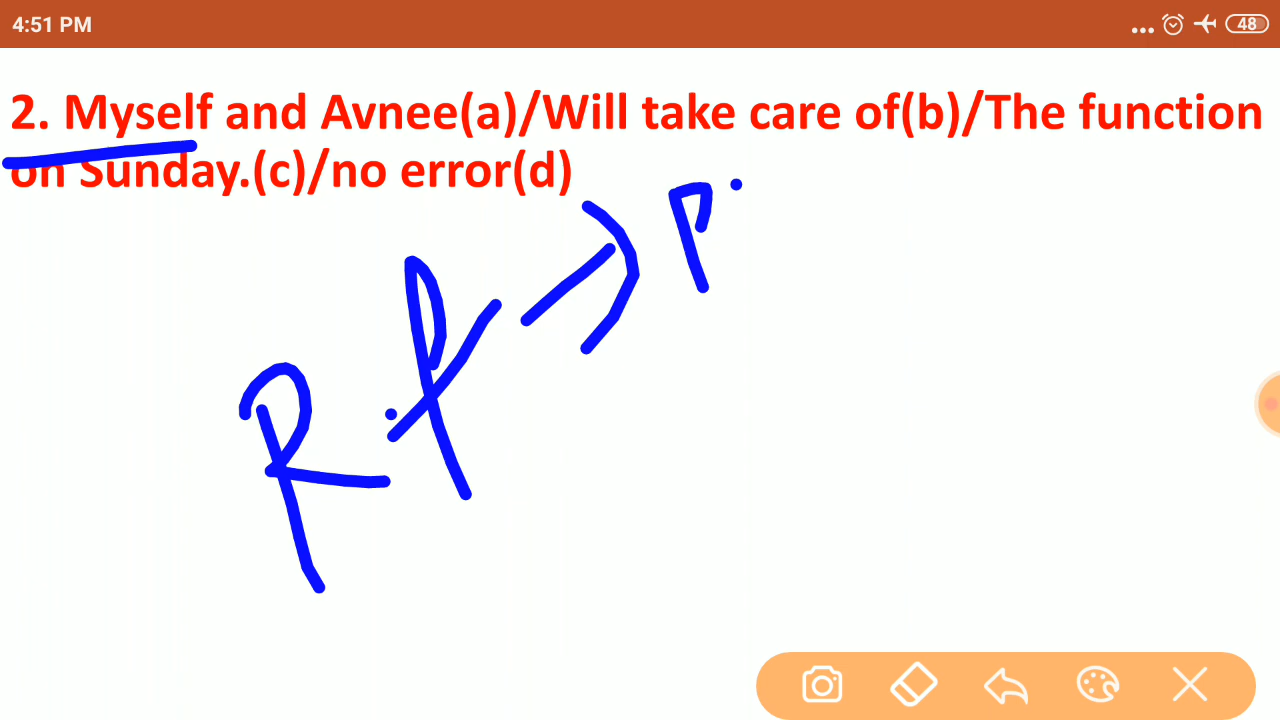 4:51 PM
48
2. Myself and Avnee(a)/Will take care of(b)/The function
on Sunday.(c)/no error(d)
R.P → P.